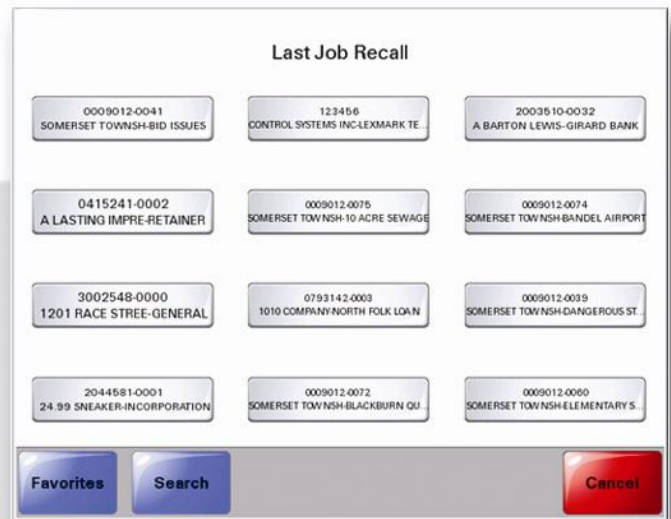 Last Job Recall
0009012-0041
SOMERSET TOWNSH-BID ISSUES
123456
CONTROL SYSTEMS INC-LEXMARK TE...
2003510-0032
A BARTON LEWIS-GIRARD BANK
0415241-0002
A LASTING IMPRE-RETAINER
0009012-0075
SOMERSET TOWNSH-10 ACRE SEWAGE
0009012-0074
SOMERSET TOWNSH-BANDEL AIRPORT
3002548-0000
1201 RACE STREE-GENERAL
0793142-0003
1010 COMPANY-NORTH FOLK LOAN
0009012-0039
SOMERSET TOWNSH-DANGEROUS ST...
2044581-0001
24.99 SNEAKER-INCORPORATION
0009012-0072
SOMERSET TOWNSH-BLACKBURN QU...
0009012-0060
SOMERSET TOWNSH-ELEMENTARY S...
Favorites
Search
Cancel